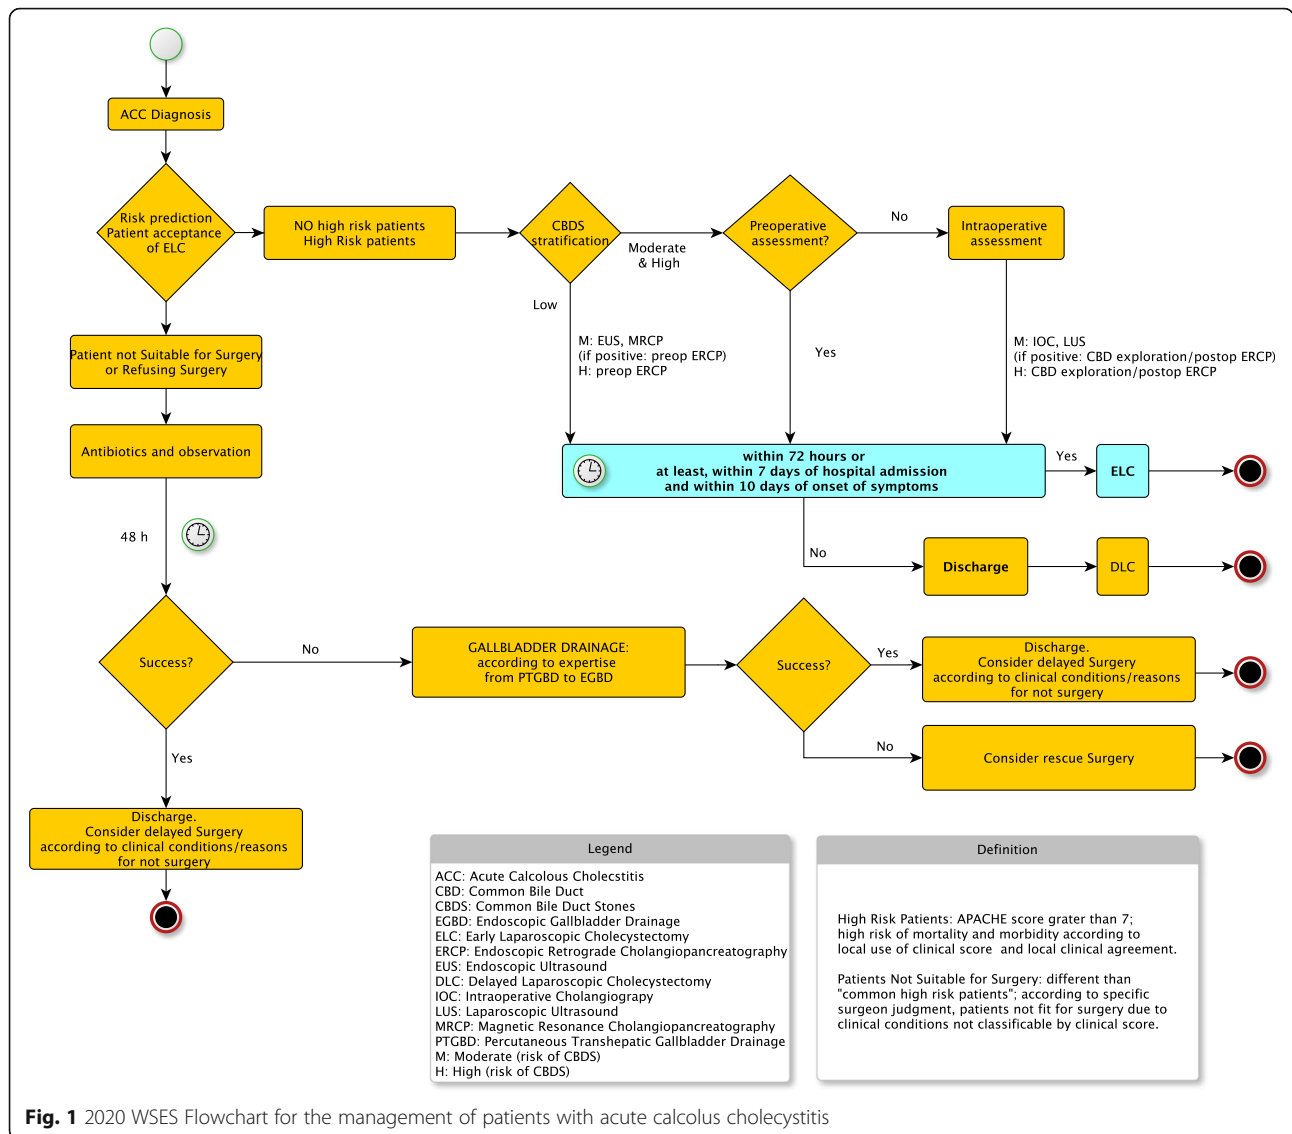 ACC Diagnosis
Risk prediction
Patient acceptance
of ELC
NO high risk patients
High Risk patients
CBDS
stratification
Moderate
& High
Preoperative
assessment?
No
Intraoperative
assessment
Low
M: EUS, MRCP
(if positive: preop ERCP)
H: preop ERCP
Yes
M: IOC, LUS
(if positive: CBD exploration/postop ERCP)
H: CBD exploration/postop ERCP
Patient not Suitable for Surgery
or Refusing Surgery
Antibiotics and observation
within 72 hours or
at least, within 7 days of hospital admission
and within 10 days of onset of symptoms
Yes
ELC
48 h
No
Discharge
DLC
Success?
No
GALLBLADDER DRAINAGE:
according to expertise
from PTGBD to EGBD
Success?
Yes
Discharge.
Consider delayed Surgery
according to clinical conditions/reasons
for not surgery
No
Consider rescue Surgery
Yes
Discharge.
Consider delayed Surgery
according to clinical conditions/reasons
for not surgery
Legend
ACC: Acute Calcolous Cholecstitis
CBD: Common Bile Duct
CBDS: Common Bile Duct Stones
EGBD: Endoscopic Gallbladder Drainage
ELC: Early Laparoscopic Cholecystectomy
ERCP: Endoscopic Retrograde Cholangiopancreatography
EUS: Endoscopic Ultrasound
DLC: Delayed Laparoscopic Cholecystectomy
IOC: Intraoperative Cholangiograpy
LUS: Laparoscopic Ultrasound
MRCP: Magnetic Resonance Cholangiopancreatography
PTGBD: Percutaneous Transhepatic Gallbladder Drainage
M: Moderate (risk of CBDS)
H: High (risk of CBDS)
Definition
High Risk Patients: APACHE score grater than 7;
high risk of mortality and morbidity according to
local use of clinical score  and local clinical agreement.
Patients Not Suitable for Surgery: different than
"common high risk patients"; according to specific
surgeon judgment, patients not fit for surgery due to
clinical conditions not classificable by clinical score.
Fig. 1 2020 WSES Flowchart for the management of patients with acute calcolus cholecystitis